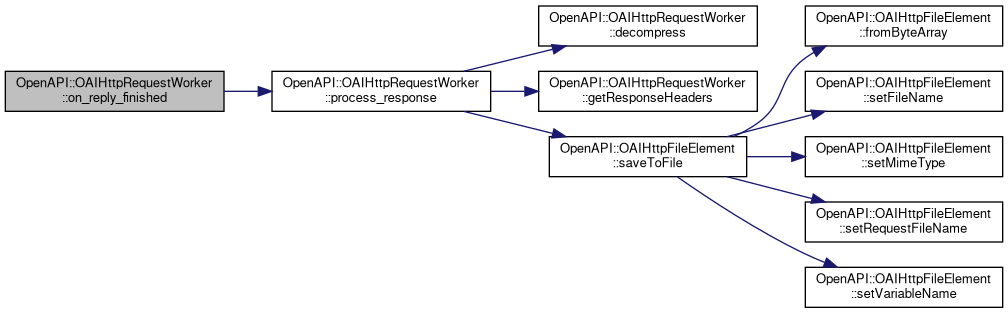 OpenAPI::OAIHttpRequestWorker
::on_reply_finished
OpenAPI::OAIHttpRequestWorker
::process_response
OpenAPI::OAIHttpRequestWorker
::decompress
OpenAPI::OAIHttpRequestWorker
::getResponseHeaders
OpenAPI::OAIHttpFileElement
::saveToFile
OpenAPI::OAIHttpFileElement
::fromByteArray
OpenAPI::OAIHttpFileElement
::setFileName
OpenAPI::OAIHttpFileElement
::setMimeType
OpenAPI::OAIHttpFileElement
::setRequestFileName
OpenAPI::OAIHttpFileElement
::setVariableName